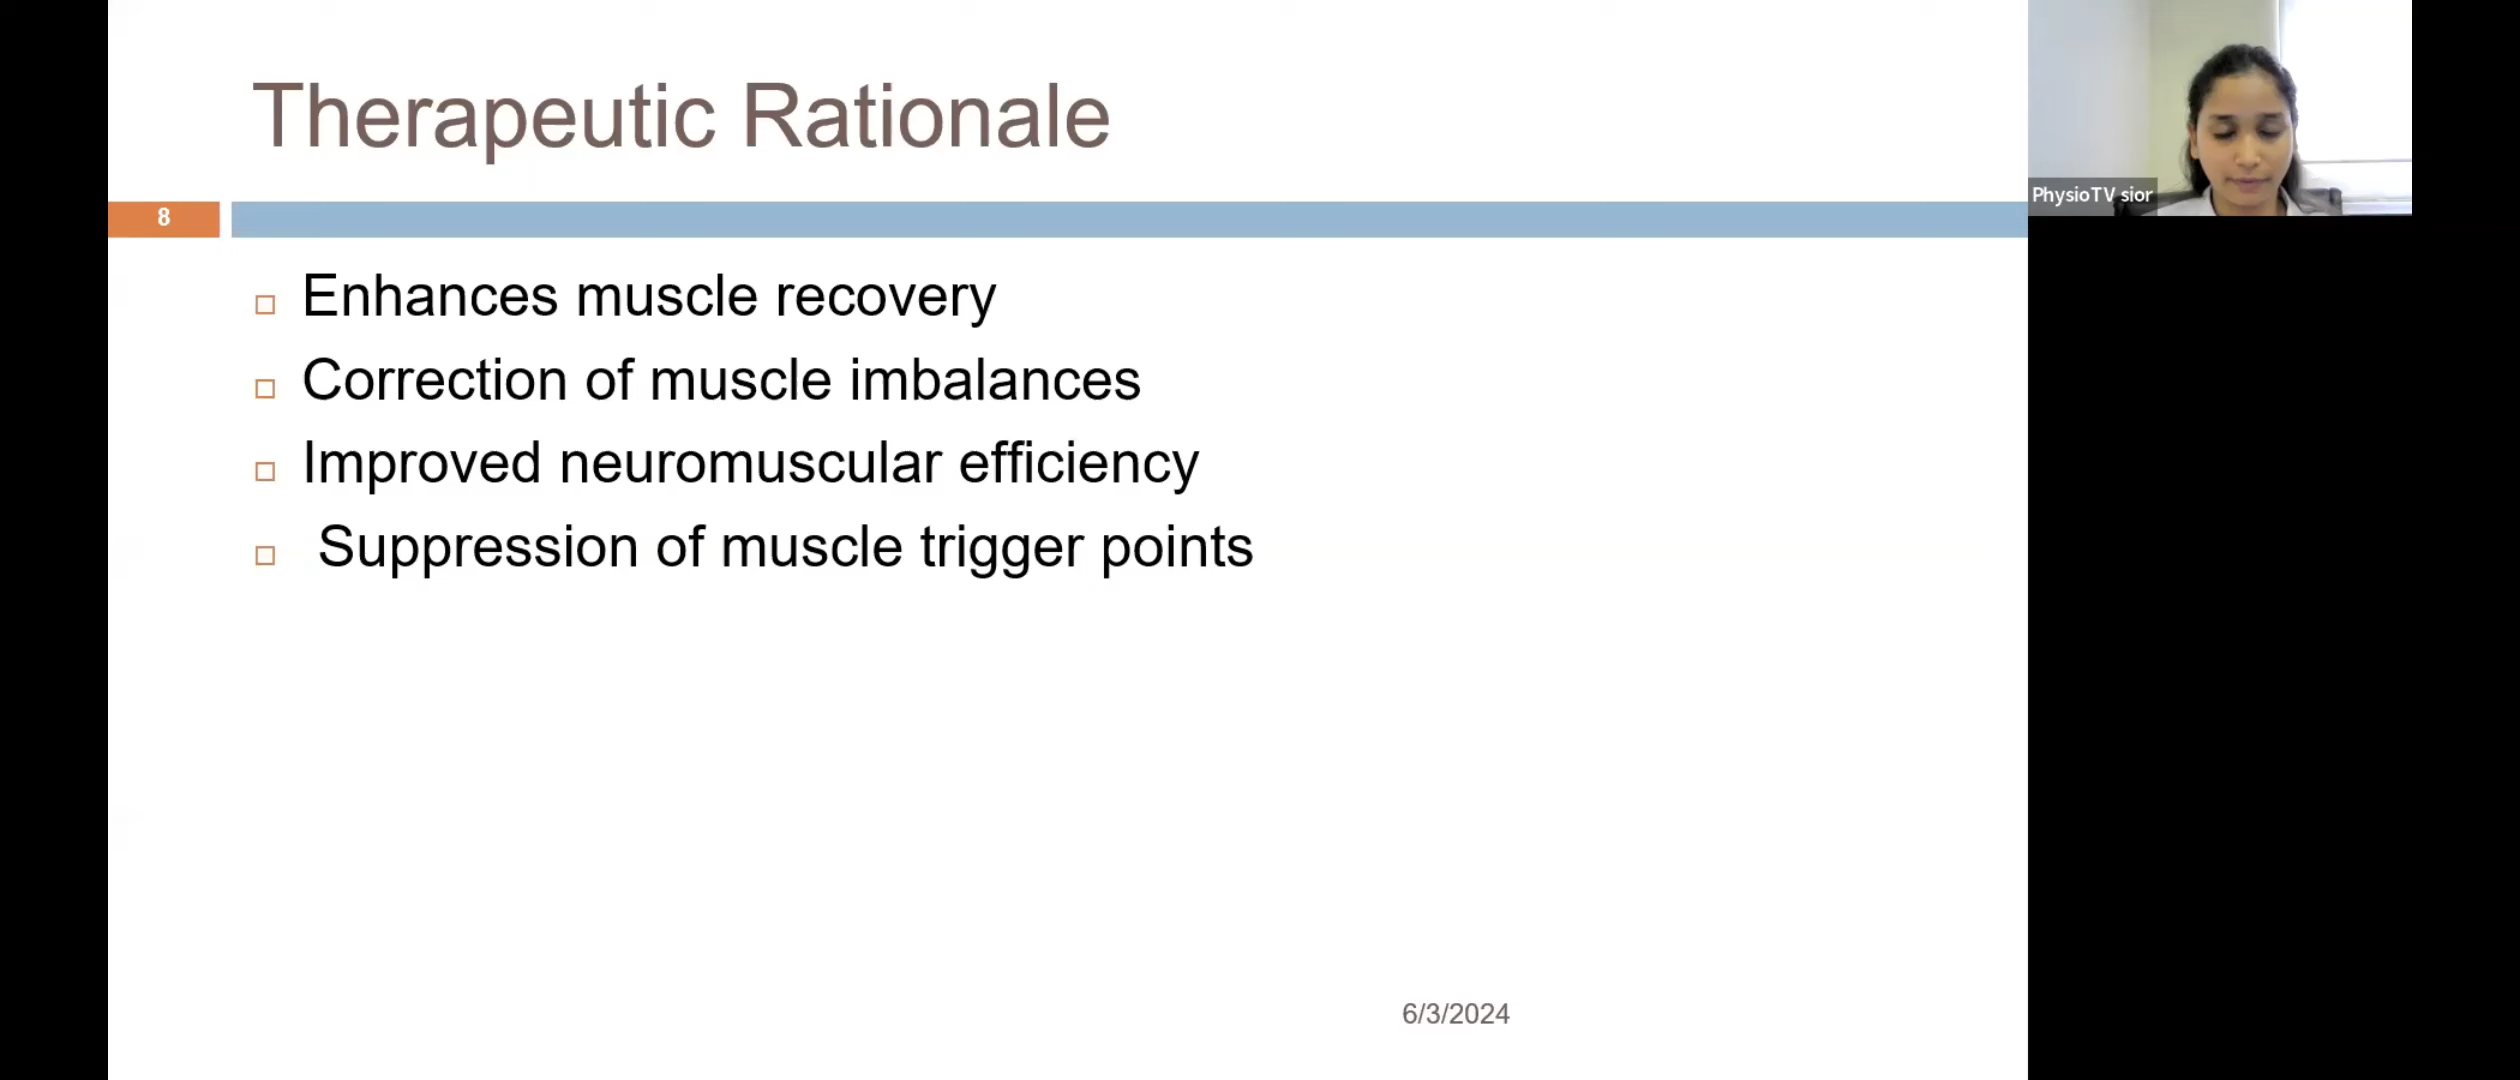 Therapeutic Rationale
PhysioTV sior
8
Enhances muscle recovery
Correction of muscle imbalances
Improved neuromuscular efficiency
Suppression of muscle trigger points
6/3/2024